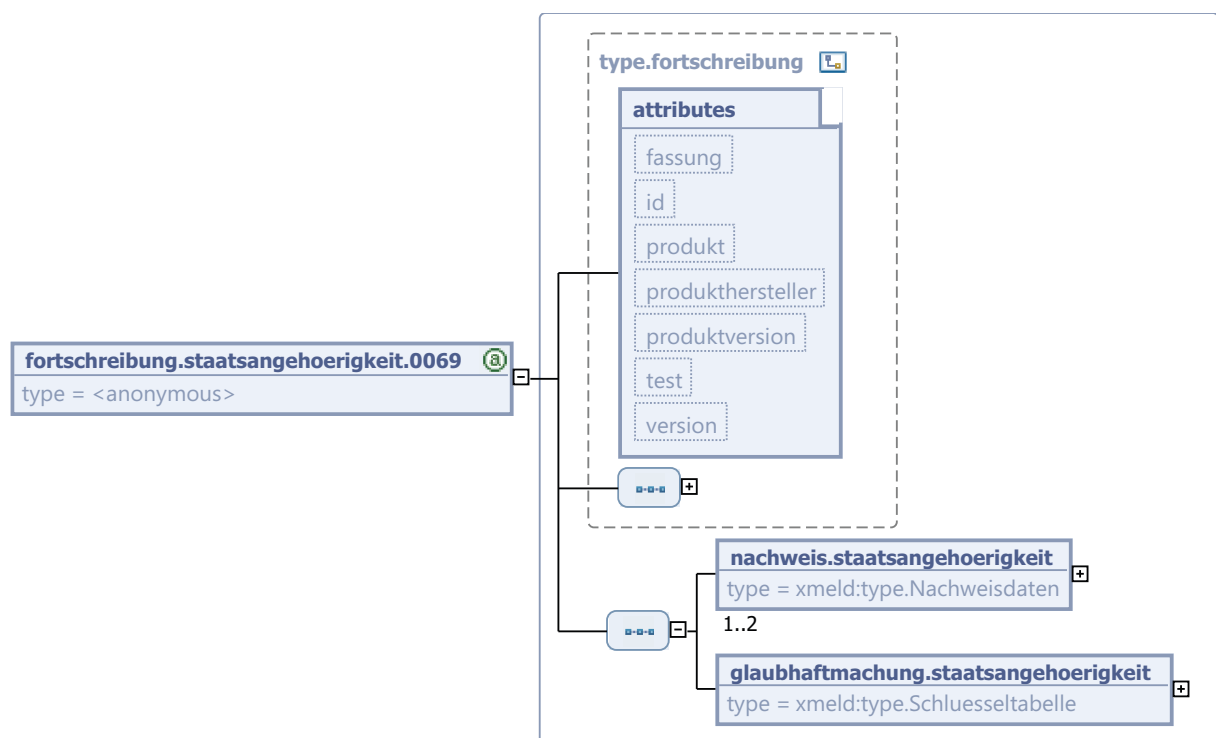 type.fortschreibung
attributes
fassung
id
produkt
produkthersteller
produktversion
test
version
fortschreibung.staatsangehoerigkeit.0069 a
type = <anonymous>
nachweis.staatsangehoerigkeit
type = xmeld:type.Nachweisdaten
1..2
glaubhaftmachung.staatsangehoerigkeit
type = xmeld:type.Schluesseltabelle